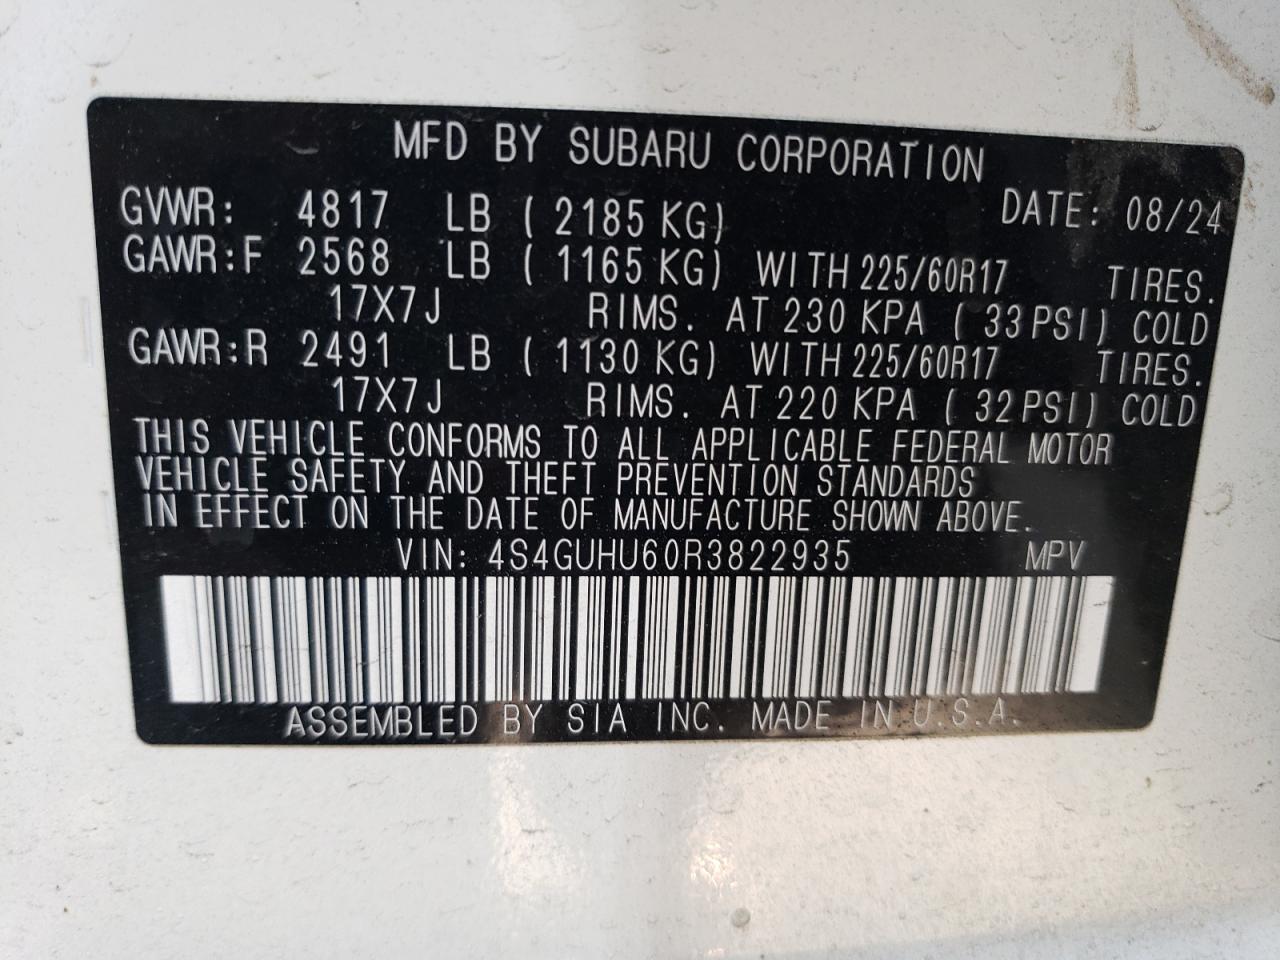 MFD BY SUBARU CORPORATION
GVWR: 4817 LB ( 2185 KG) DATE: 08/24
GAWR:F 2568 LB ( 1165 KG) WITH 225/60R17 TIRES.
17X7J RIMS. AT 230 KPA ( 33 PSI) COLD
GAWR:R 2491 LB ( 1130 KG) WITH 225/60R17 TIRES.
17X7J RIMS. AT 220 KPA ( 32 PSI) COLD
THIS VEHICLE CONFORMS TO ALL APPLICABLE FEDERAL MOTOR
VEHICLE SAFETY AND THEFT PREVENTION STANDARDS
IN EFFECT ON THE DATE OF MANUFACTURE SHOWN ABOVE.
VIN: 4S4GUHU60R3822935 MPV
ASSEMBLED BY SIA INC. MADE IN U.S.A.